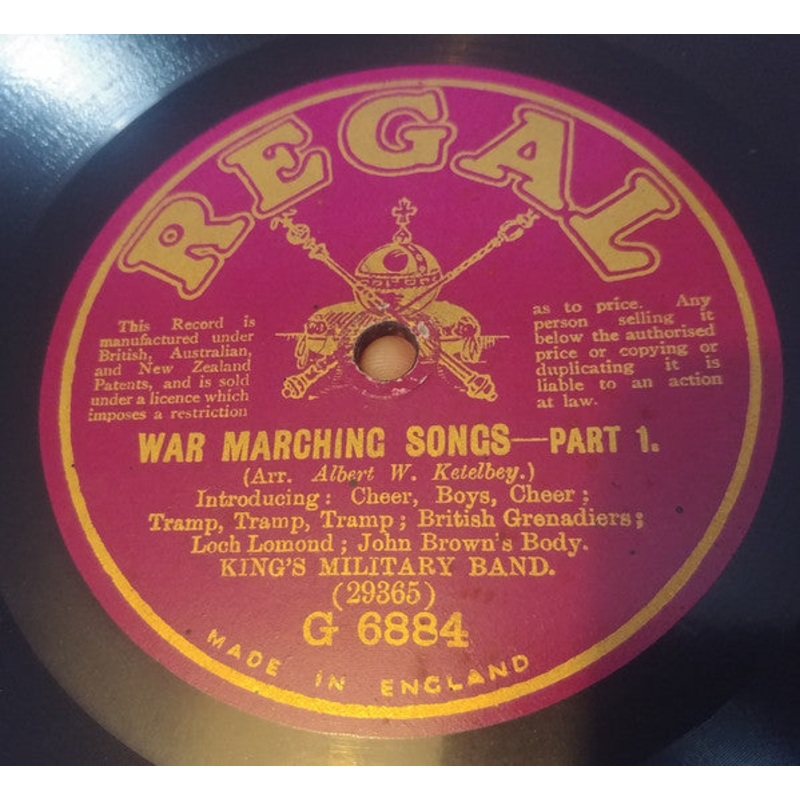 REGAL
This Record is
manufactured under
British, Australian,
and New Zealand
Patents, and is sold
under a licence which
imposes a restriction
as to price. Any
person selling it
below the authorised
price or copying or
duplicating it is
liable to an action
at law.
WAR MARCHING SONGS—PART 1.
(Arr. Albert W. Ketelbey.)
Introducing: Cheer, Boys, Cheer;
Tramp, Tramp, Tramp; British Grenadiers;
Loch Lomond; John Brown's Body.
KING'S MILITARY BAND.
(29365)
G 6884
MADE IN ENGLAND